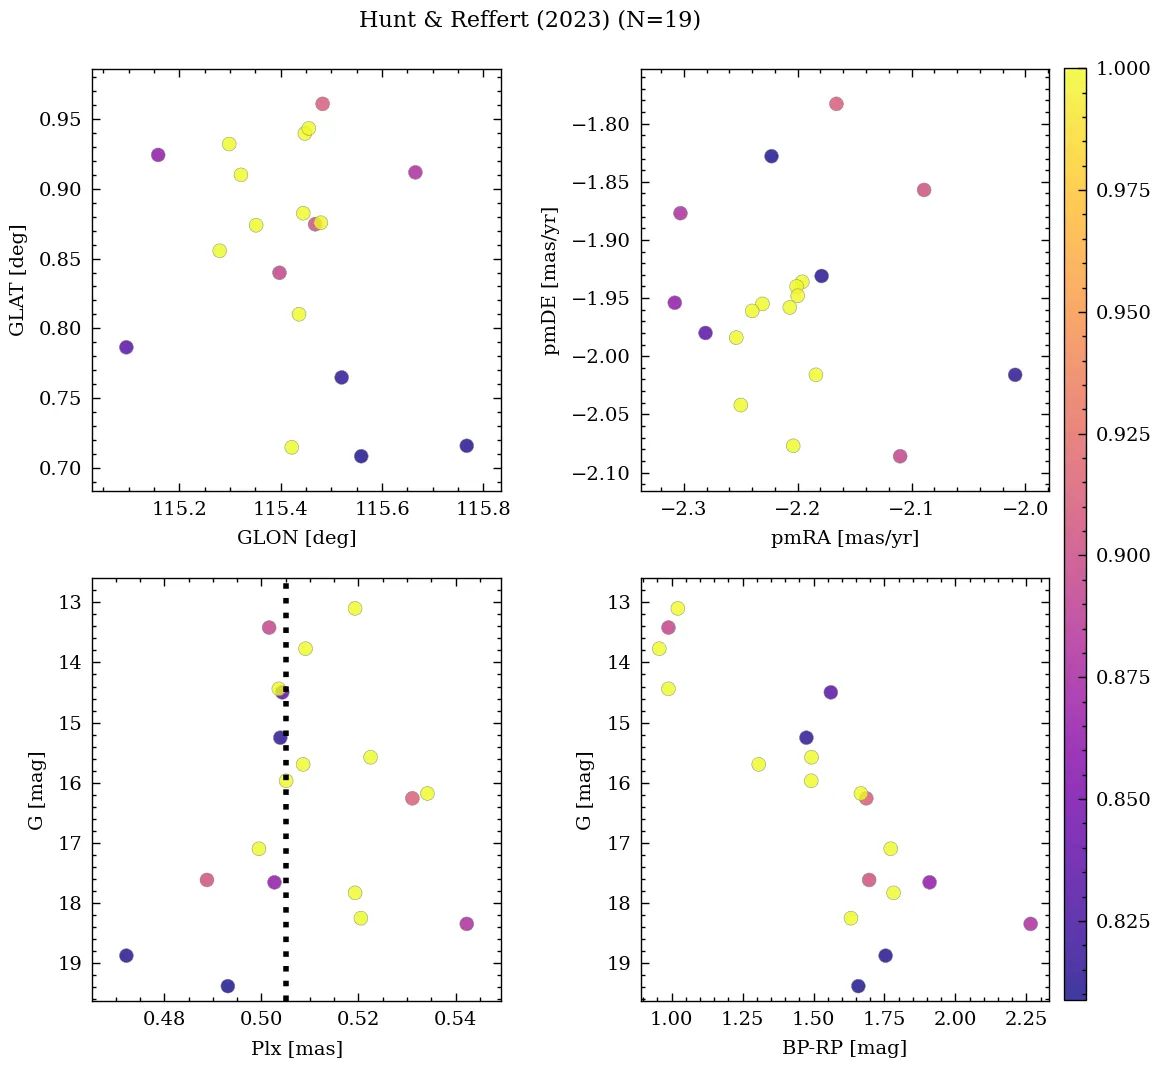 Hunt & Reffert (2023) (N=19)
0.95
0.90
0.85
0.80
0.75
0.70
GLAT [deg]
115.2 115.4 115.6 115.8
GLON [deg]
−1.80
−1.85
−1.90
−1.95
−2.00
−2.05
−2.10
pmDE [mas/yr]
−2.3 −2.2 −2.1 −2.0
pmRA [mas/yr]
13
14
15
16
17
18
19
G [mag]
0.48 0.50 0.52 0.54
Plx [mas]
13
14
15
16
17
18
19
G [mag]
1.00 1.25 1.50 1.75 2.00 2.25
BP-RP [mag]
1.000
0.975
0.950
0.925
0.900
0.875
0.850
0.825